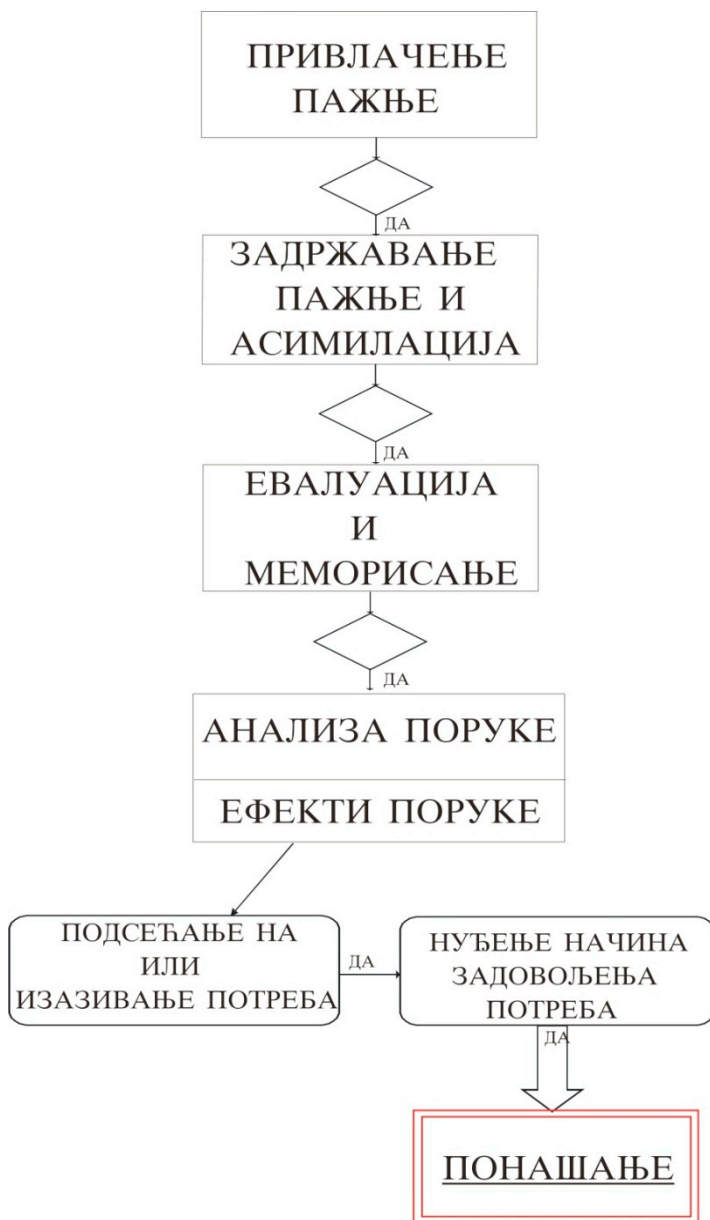 ПРИВЛАЧЕЊЕ
ПАЖЊЕ
ДА
ЗАДРЖАВАЊЕ
ПАЖЊЕ И
АСИМИЛАЦИЈА
ДА
ЕВАЛУАЦИЈА
И
МЕМОРИСАЊЕ
ДА
АНАЛИЗА ПОРУКЕ
ЕФЕКТИ ПОРУКЕ
ПОДСЕЋАЊЕ НА
ИЛИ
ИЗАЗИВАЊЕ ПОТРЕБА
ДА
НУЂЕЊЕ НАЧИНА
ЗАДОВОЉЕЊА
ПОТРЕБА
ДА
ПОНАШАЊЕ